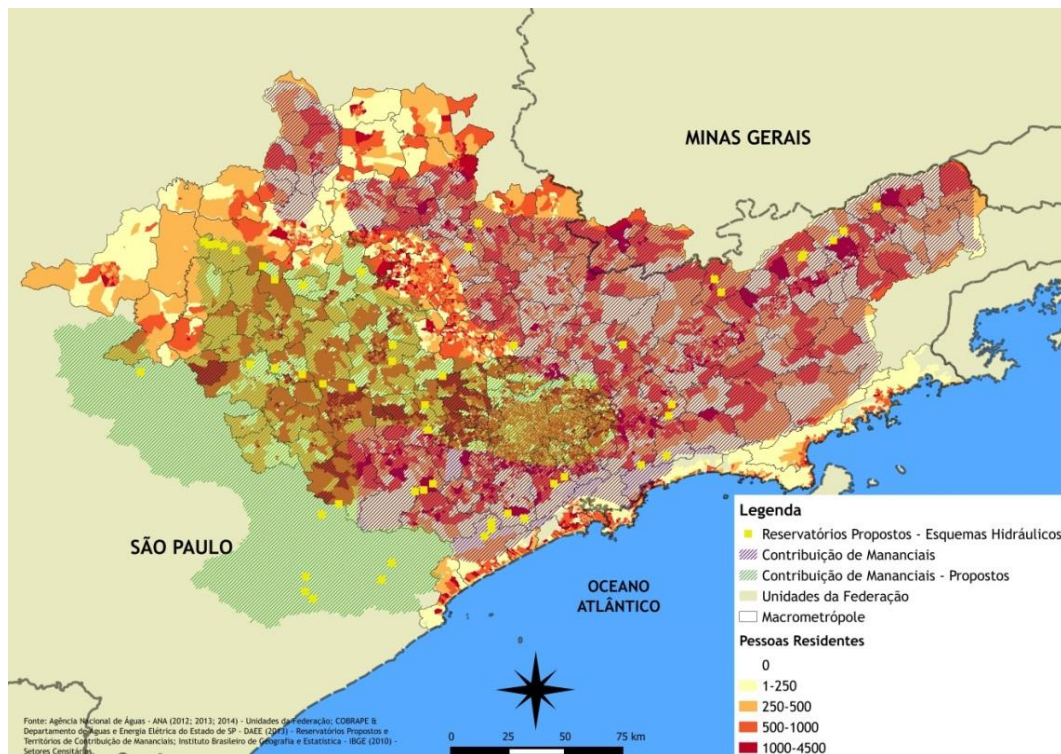 MINAS GERAIS
SÃO PAULO
OCEANO
ATLÂNTICO
Legenda
Reservatórios Propostos - Esquemas Hidráulicos
Contribuição de Mananciais
Contribuição de Mananciais - Propostos
Unidades da Federação
Macrometrópole
Pessoas Residentes
0
1-250
250-500
500-1000
1000-4500
Fonte: Agência Nacional de Águas - ANA (2012; 2013; 2014) - Unidades da Federação; COBRAPE &
Departamento de Águas e Energia Elétrica do Estado de SP - DAEE (2013) - Reservatórios Propostos e
Territórios de Contribuição de Mananciais; Instituto Brasileiro de Geografia e Estatística - IBGE (2010) -
Setores Censitários.
0 25 50 75 km